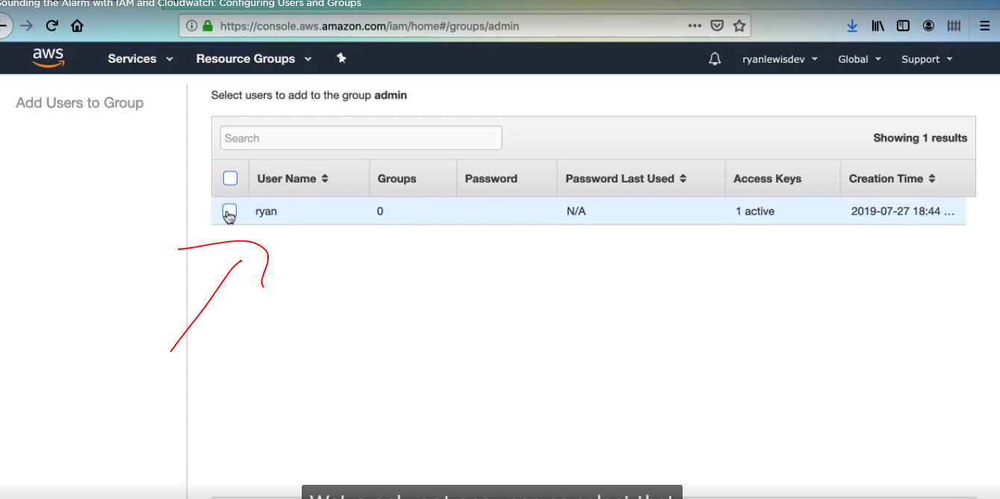 Sounding the Alarm with IAM and Cloudwatch: Configuring Users and Groups
https://console.aws.amazon.com/iam/home#/groups/admin
aws Services Resource Groups ryanlewisdev Global Support
Add Users to Group
Select users to add to the group admin
Search
Showing 1 results
User Name Groups Password Password Last Used Access Keys Creation Time
ryan 0 N/A 1 active 2019-07-27 18:44 ...